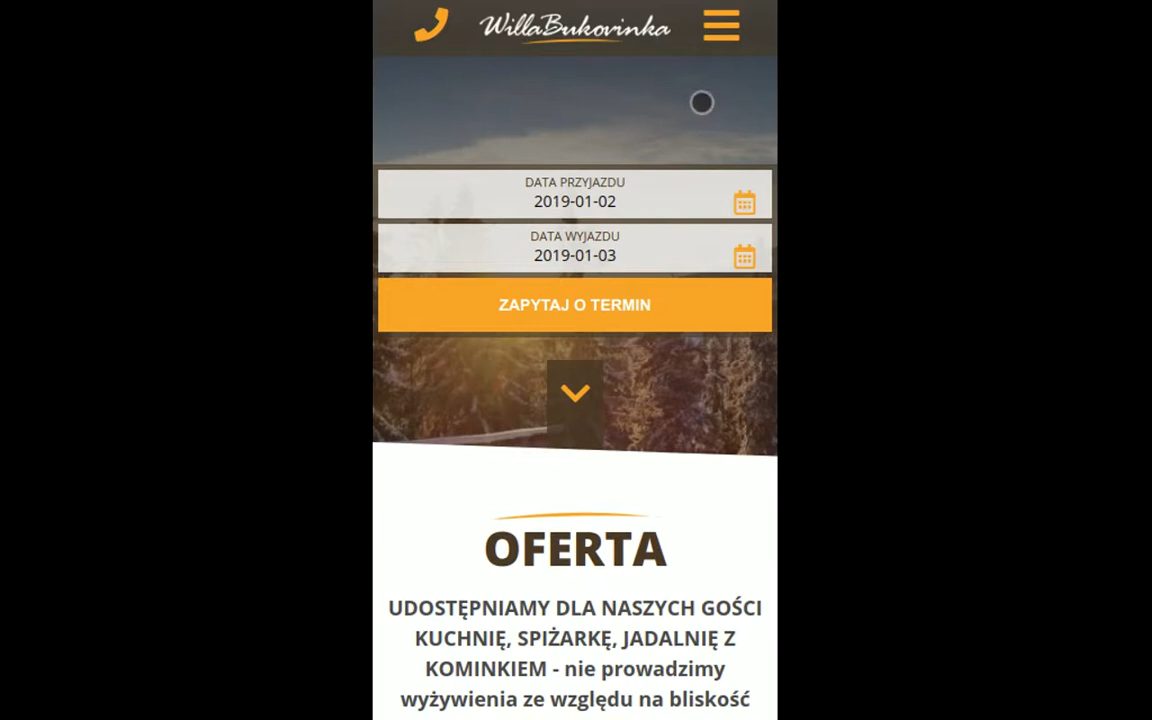 WillaBukovinka
DATA PRZYJAZDU
2019-01-02
DATA WYJAZDU
2019-01-03
ZAPYTAJ O TERMIN
OFERTA
UDOSTĘPNIAMY DLA NASZYCH GOŚCI
KUCHNIĘ, SPIŻARKĘ, JADALNIĘ Z
KOMINKIEM - nie prowadzimy
wyżywienia ze względu na bliskość